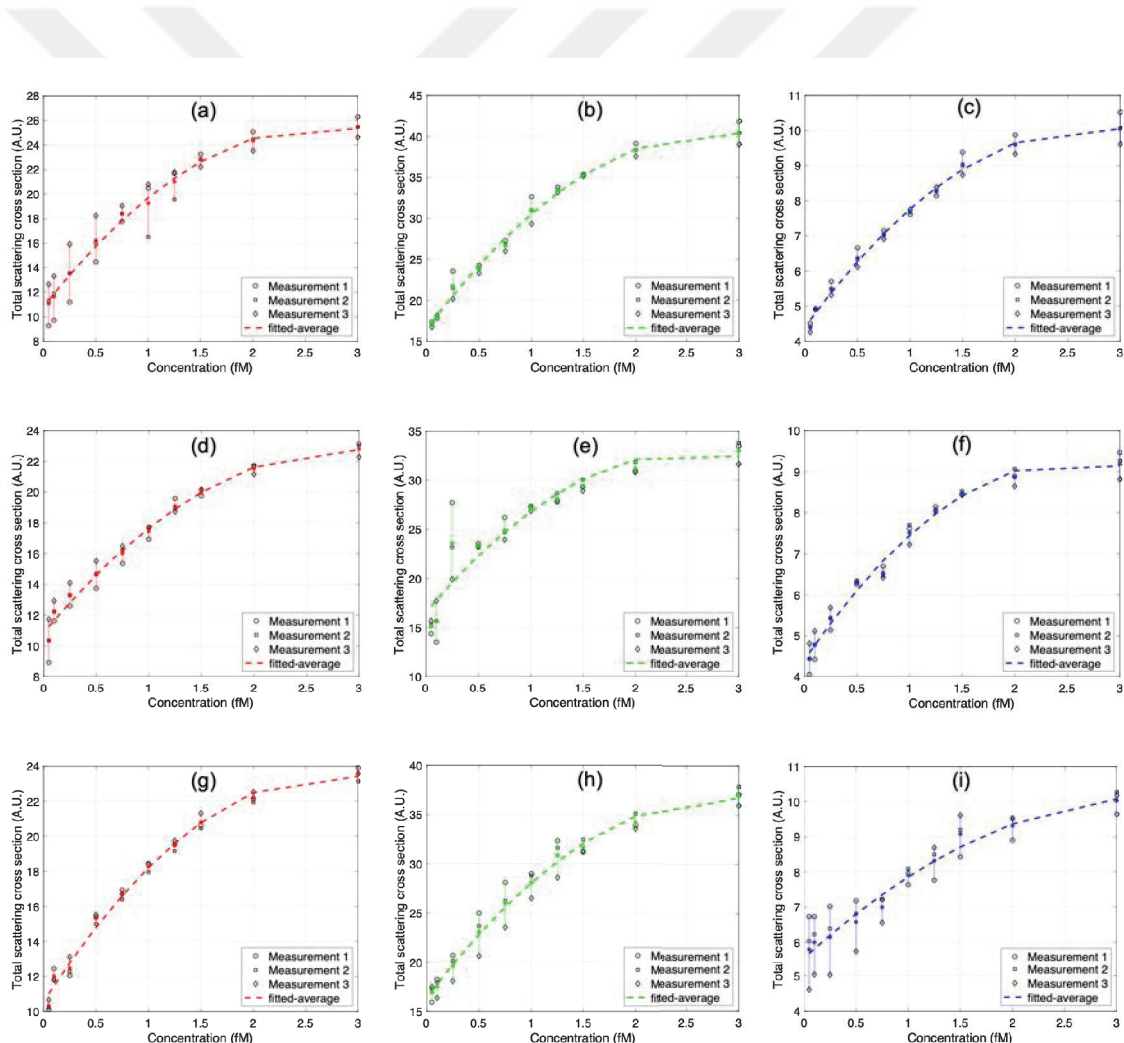 (a)
Total scattering cross section (A.U.)
28
26
24
22
20
18
16
14
12
10
8
Measurement 1
Measurement 2
Measurement 3
fitted-average
0 0.5 1 1.5 2 2.5 3
Concentration (fM)
(b)
Total scattering cross section (A.U.)
45
40
35
30
25
20
15
Measurement 1
Measurement 2
Measurement 3
fitted-average
0 0.5 1 1.5 2 2.5 3
Concentration (fM)
(c)
Total scattering cross section (A.U.)
11
10
9
8
7
6
5
4
Measurement 1
Measurement 2
Measurement 3
fitted-average
0 0.5 1 1.5 2 2.5 3
Concentration (fM)
(d)
Total scattering cross section (A.U.)
24
22
20
18
16
14
12
10
8
Measurement 1
Measurement 2
Measurement 3
fitted-average
0 0.5 1 1.5 2 2.5 3
Concentration (fM)
(e)
Total scattering cross section (A.U.)
35
30
25
20
15
10
Measurement 1
Measurement 2
Measurement 3
fitted-average
0 0.5 1 1.5 2 2.5 3
Concentration (fM)
(f)
Total scattering cross section (A.U.)
10
9
8
7
6
5
4
Measurement 1
Measurement 2
Measurement 3
fitted-average
0 0.5 1 1.5 2 2.5 3
Concentration (fM)
(g)
Total scattering cross section (A.U.)
24
22
20
18
16
14
12
10
Measurement 1
Measurement 2
Measurement 3
fitted-average
0 0.5 1 1.5 2 2.5 3
Concentration (fM)
(h)
Total scattering cross section (A.U.)
40
35
30
25
20
15
Measurement 1
Measurement 2
Measurement 3
fitted-average
0 0.5 1 1.5 2 2.5 3
Concentration (fM)
(i)
Total scattering cross section (A.U.)
11
10
9
8
7
6
5
4
Measurement 1
Measurement 2
Measurement 3
fitted-average
0 0.5 1 1.5 2 2.5 3
Concentration (fM)